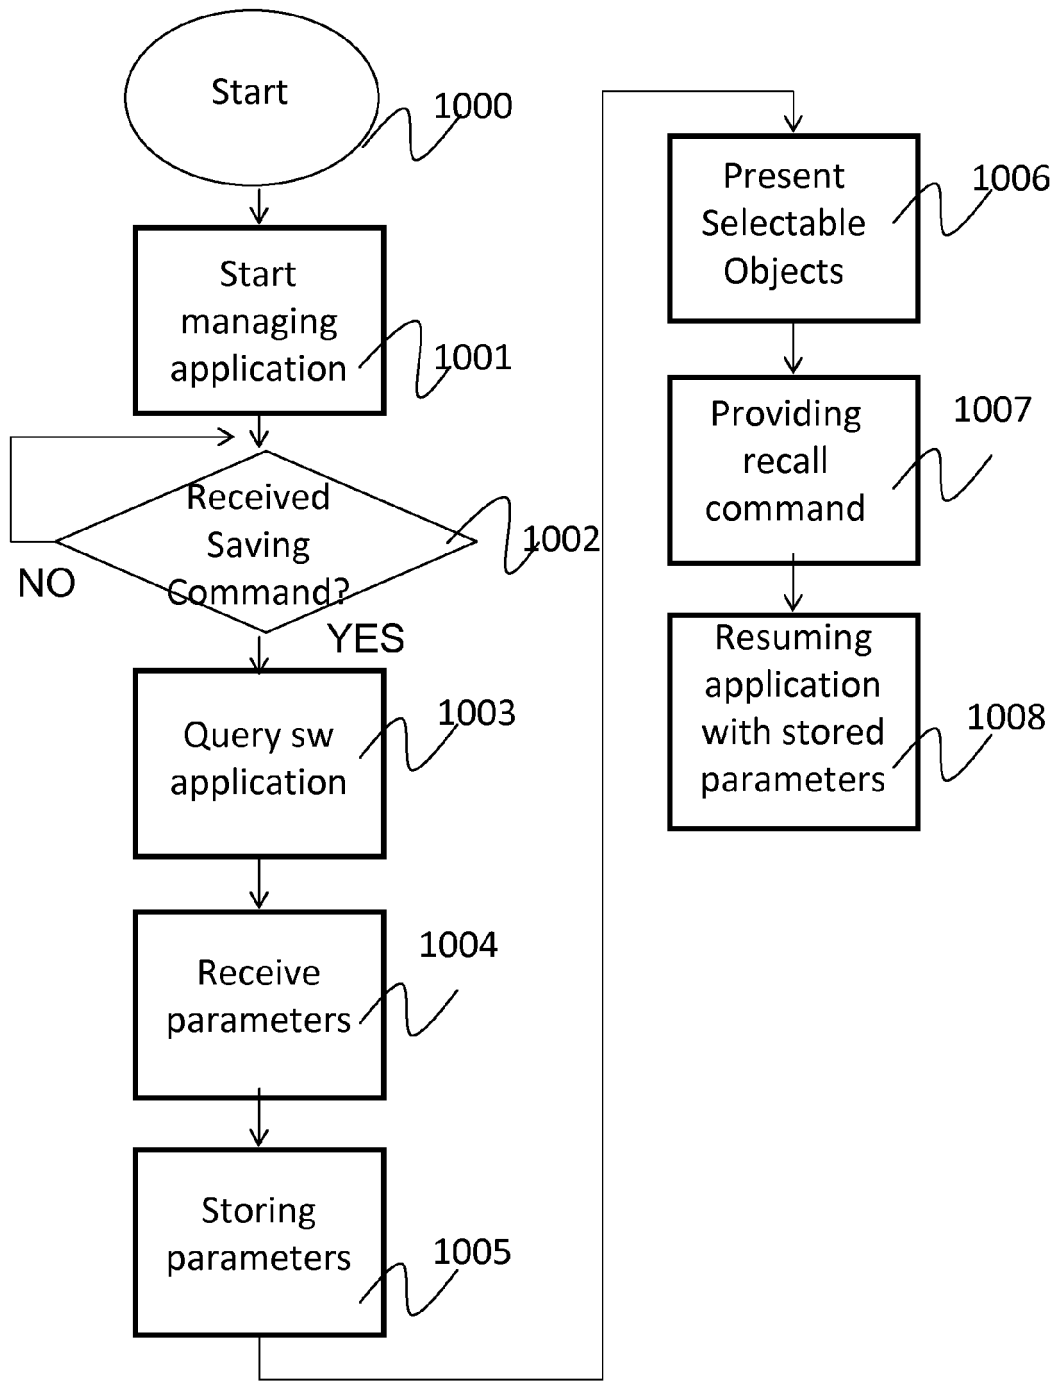 Start
1000
Start
managing
application
1001
Received
Saving
Command?
1002
NO
YES
Query sw
application
1003
Receive
parameters
1004
Storing
parameters
1005
Present
Selectable
Objects
1006
Providing
recall
command
1007
Resuming
application
with stored
parameters
1008